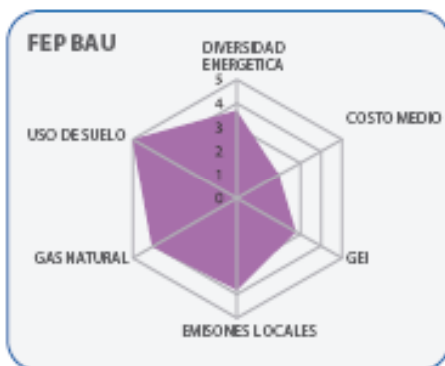 FEP BAU
DIVERSIDAD
ENERGETICA
5
4
3
2
1
0
COSTO MEDIO
USO DE SUELO
GAS NATURAL
GEI
EMISONES LOCALES